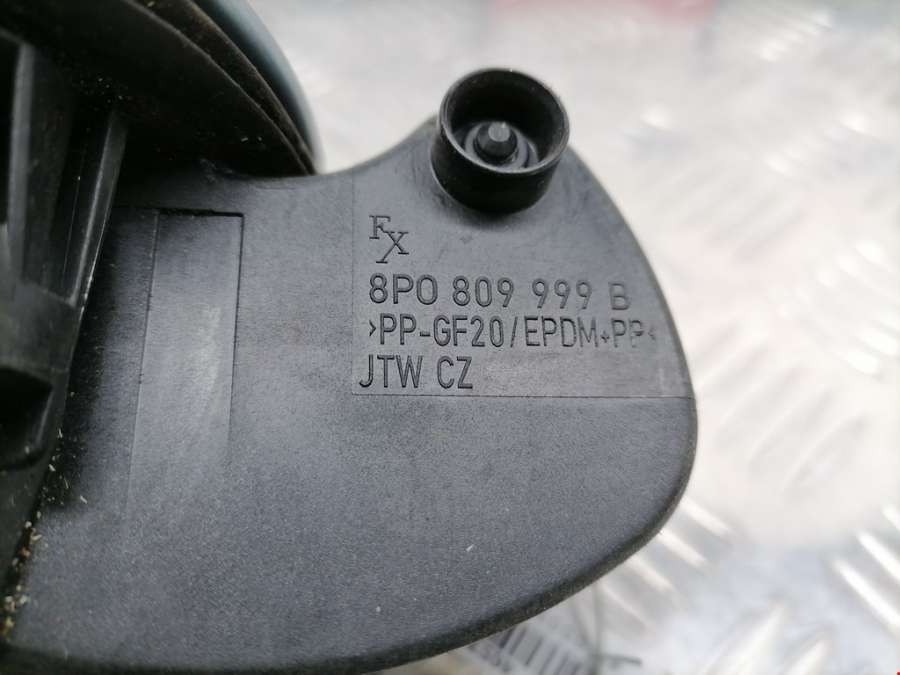 FX
8P0 809 999 B
>PP-GF20/EPDM+PP<
JTW CZ